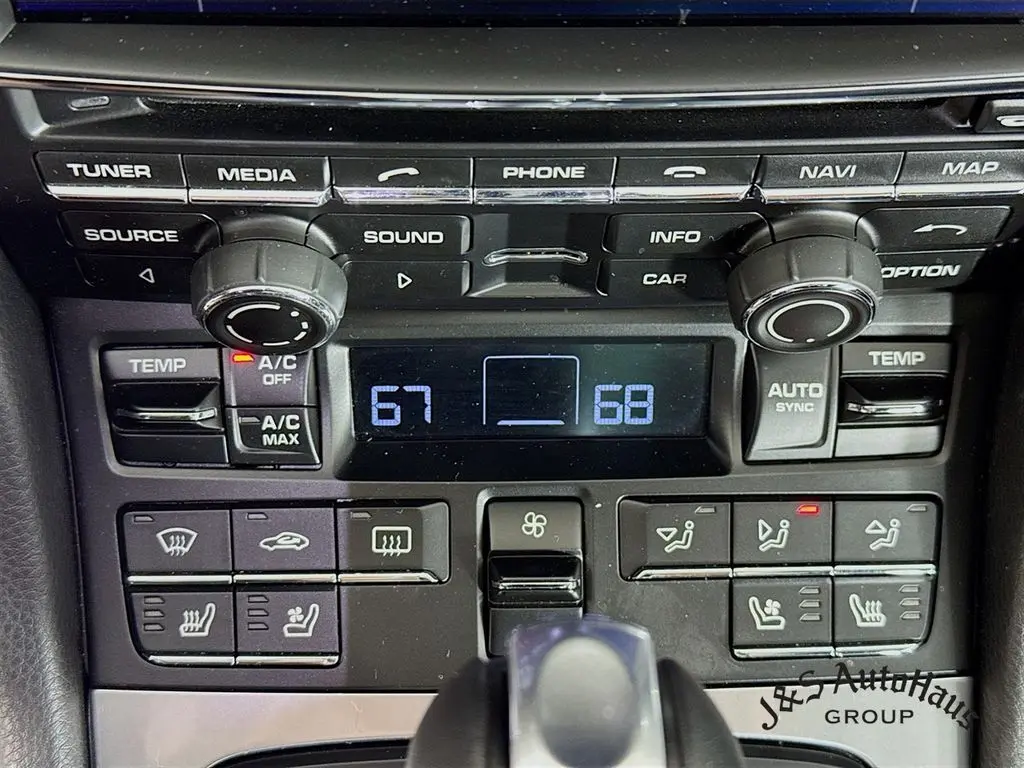 TUNER
MEDIA
PHONE
NAVI
MAP
SOURCE
SOUND
INFO
CAR
OPTION
TEMP
A/C
OFF
A/C
MAX
67
68
AUTO
SYNC
TEMP
J&S AutoHaus
GROUP